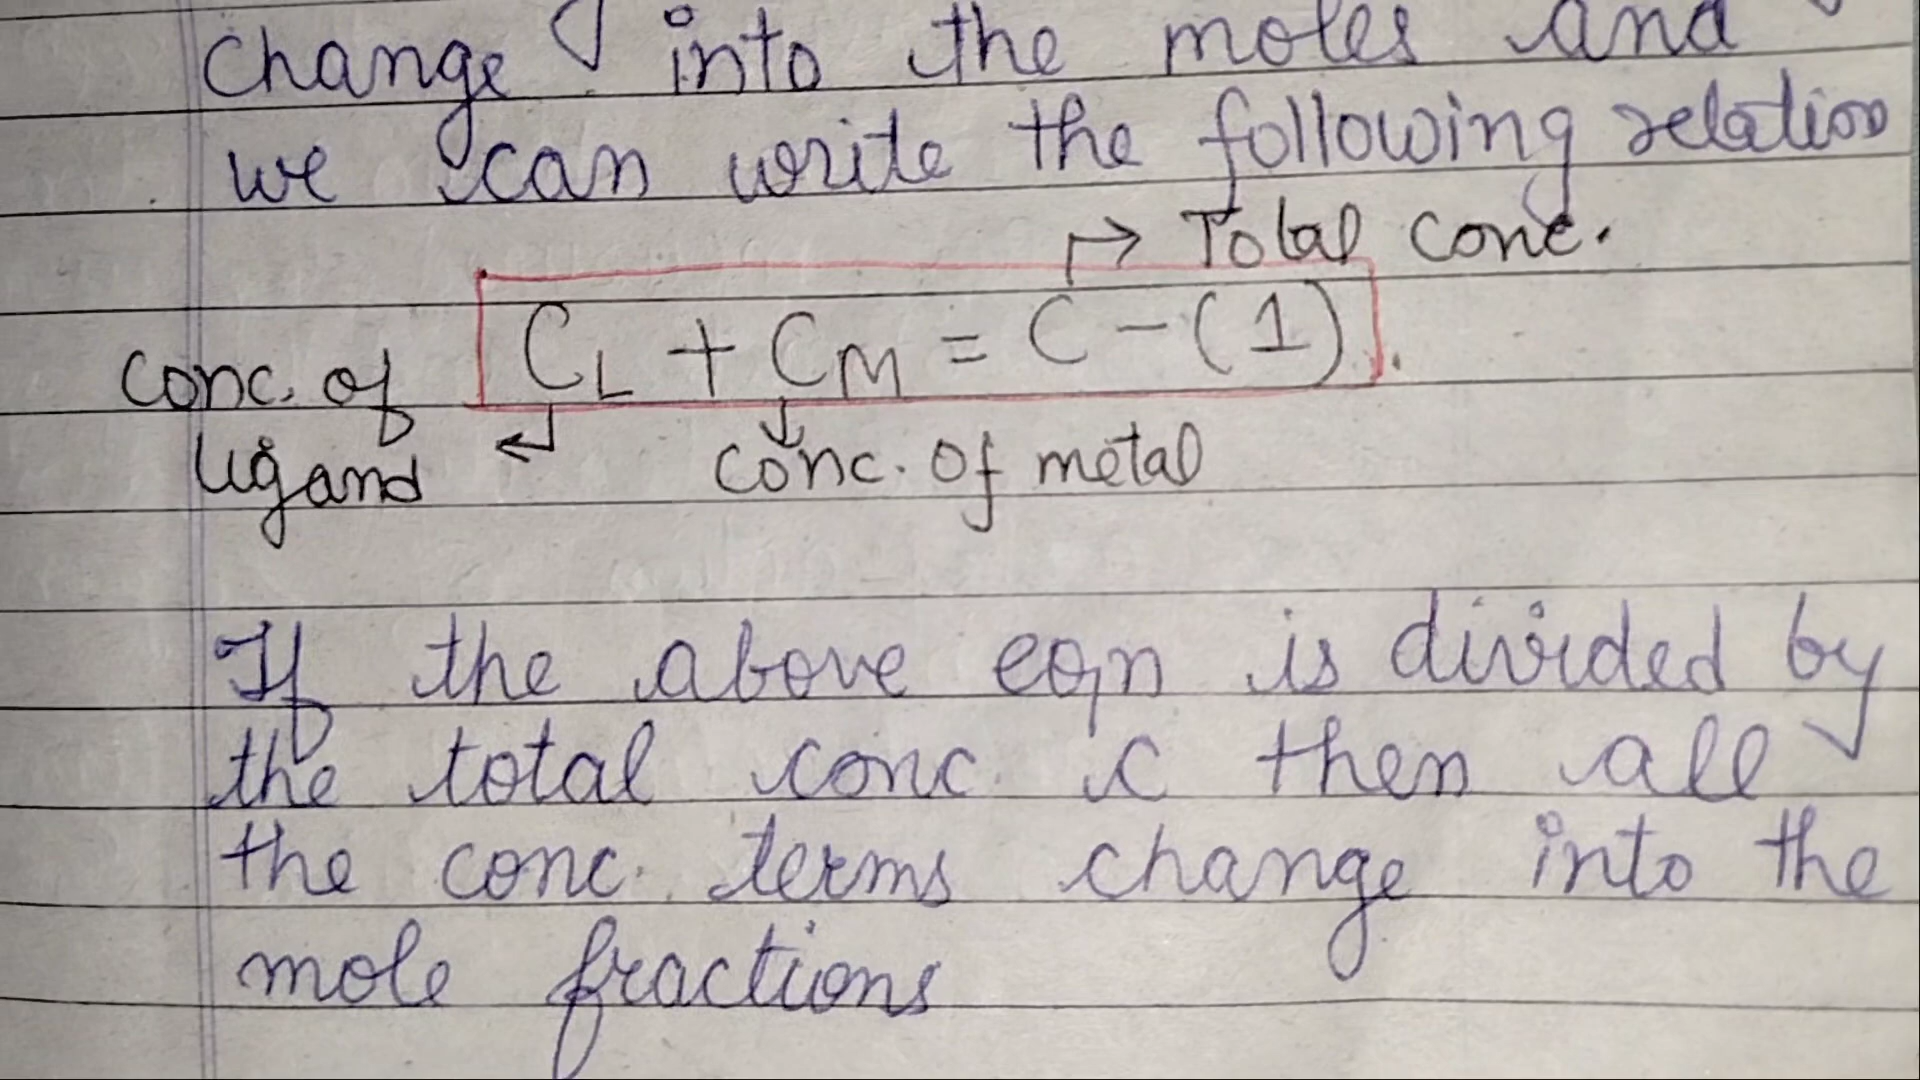 change into the moles and
we can write the following relation
→ Total conc.
C_L + C_M = C - (1)
conc. of
ligand
conc. of metal
If the above eqn is divided by
the total conc. c then all
the conc. terms change into the
mole fractions